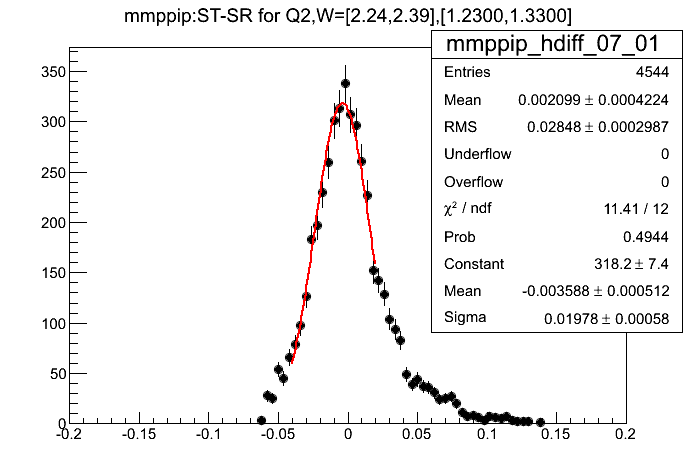 mmppip:ST-SR for Q2,W=[2.24,2.39],[1.2300,1.3300]
mmppip_hdiff_07_01
Entries 4544
Mean 0.002099 ± 0.0004224
RMS 0.02848 ± 0.0002987
Underflow 0
Overflow 0
χ² / ndf 11.41 / 12
Prob 0.4944
Constant 318.2 ± 7.4
Mean -0.003588 ± 0.000512
Sigma 0.01978 ± 0.00058
350
300
250
200
150
100
50
0
-0.2 -0.15 -0.1 -0.05 0 0.05 0.1 0.15 0.2